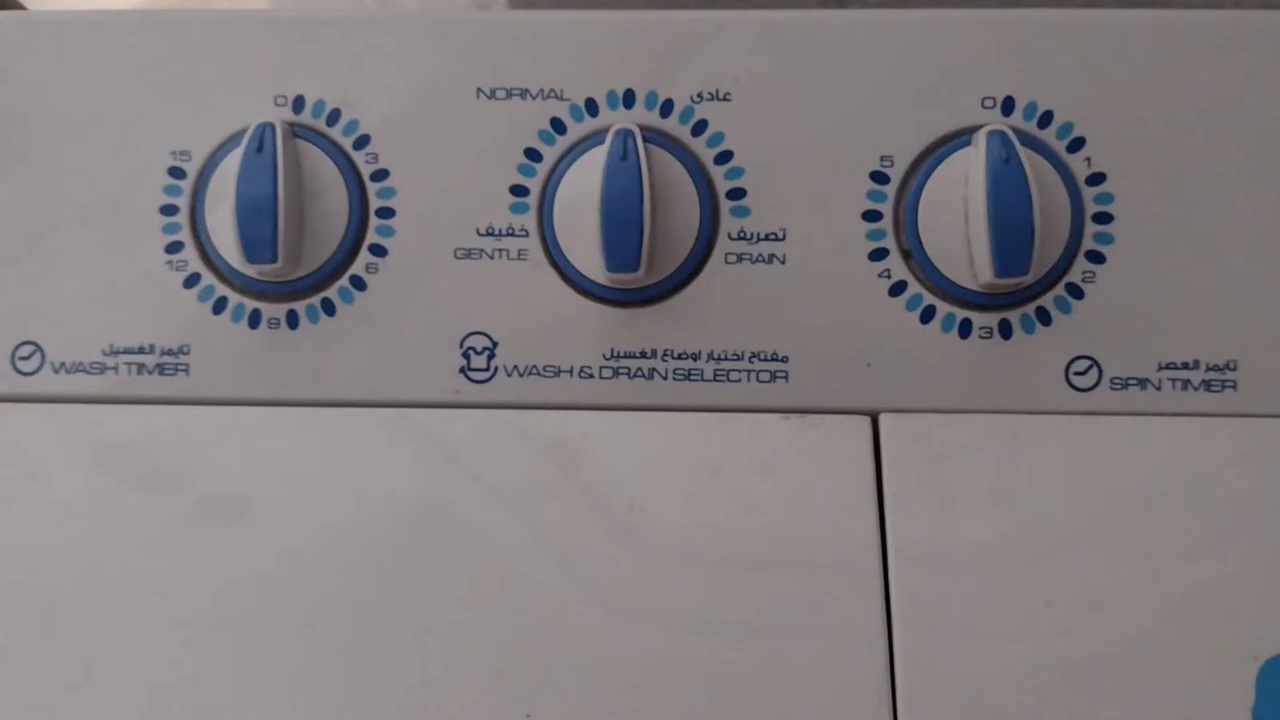 0
3
6
9
12
15
تايمر الغسيل
WASH TIMER
NORMAL عادى
خفيف
GENTLE
تصريف
DRAIN
مفتاح اختيار اوضاع الغسيل
WASH & DRAIN SELECTOR
0
1
2
3
4
5
تايمر العصر
SPIN TIMER